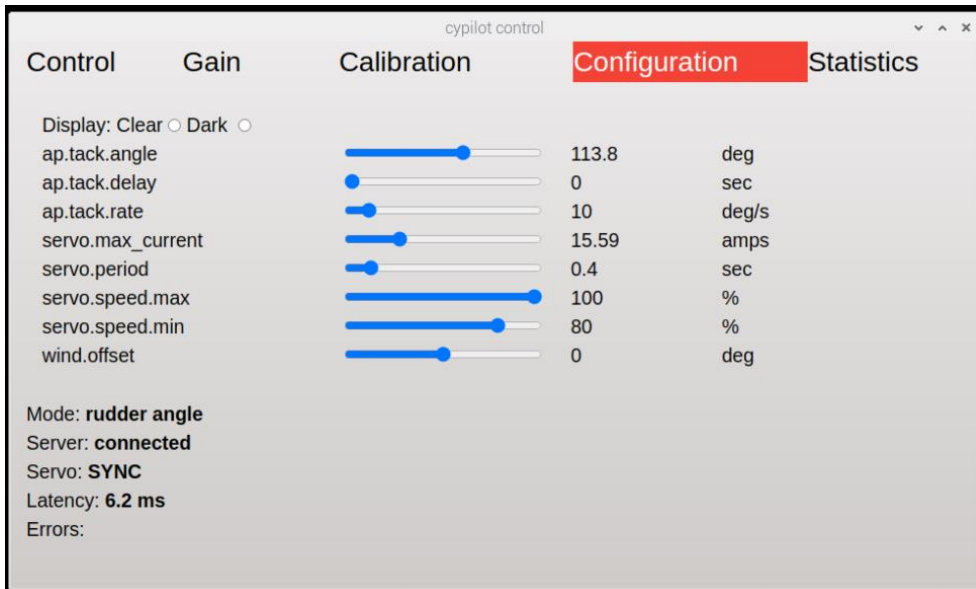 cypilot control
Control Gain Calibration Configuration Statistics
Display: Clear Dark
ap.tack.angle 113.8 deg
ap.tack.delay 0 sec
ap.tack.rate 10 deg/s
servo.max_current 15.59 amps
servo.period 0.4 sec
servo.speed.max 100 %
servo.speed.min 80 %
wind.offset 0 deg
Mode: rudder angle
Server: connected
Servo: SYNC
Latency: 6.2 ms
Errors: